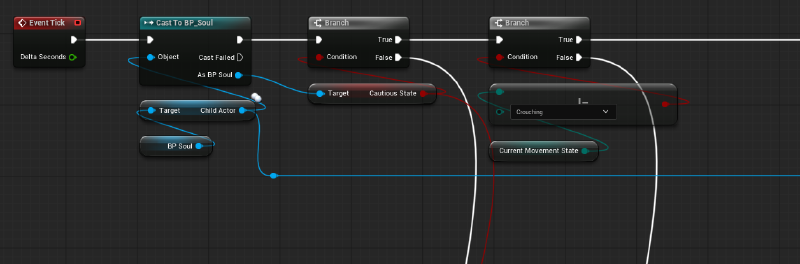 Event Tick
Delta Seconds
Cast To BP_Soul
Object
Cast Failed
As BP Soul
Target
Child Actor
BP Soul
Branch
True
Condition
False
Target
Cautious State
Branch
True
Condition
False
!=
Crouching
Current Movement State